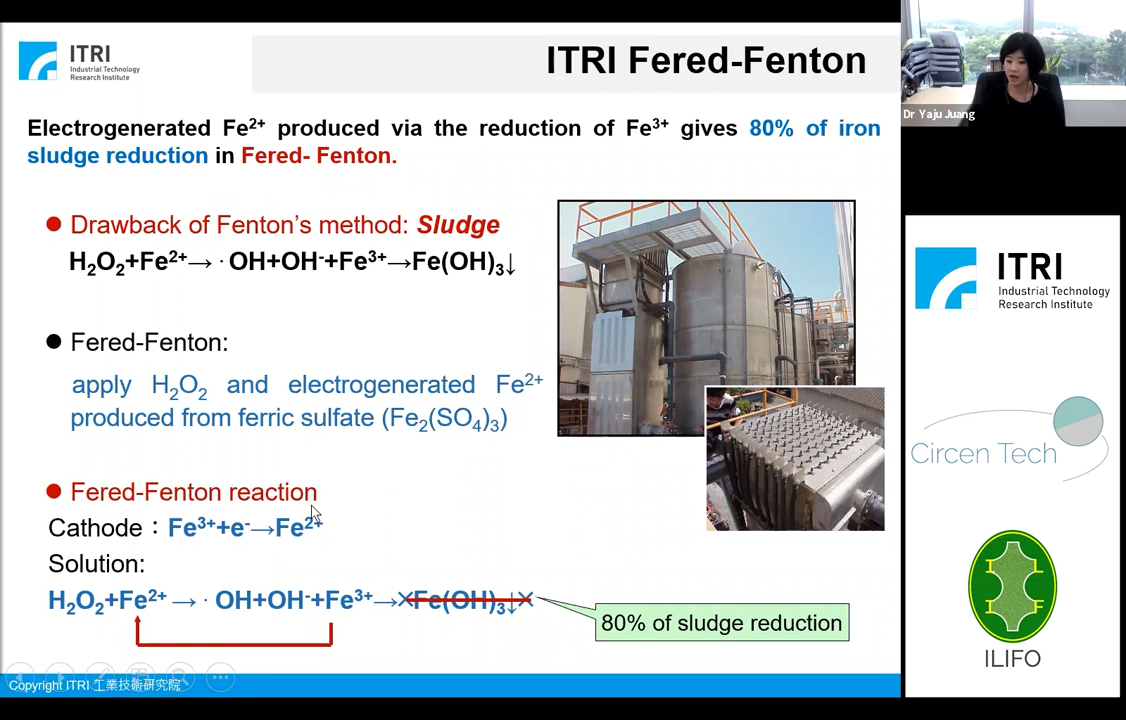 ITRI
Industrial Technology
Research Institute
ITRI Fered-Fenton
Electrogenerated Fe²⁺ produced via the reduction of Fe³⁺ gives 80% of iron
sludge reduction in Fered- Fenton.
● Drawback of Fenton's method: Sludge
H₂O₂+Fe²⁺→ ·OH+OH⁻+Fe³⁺→Fe(OH)₃↓
● Fered-Fenton:
apply H₂O₂ and electrogenerated Fe²⁺
produced from ferric sulfate (Fe₂(SO₄)₃)
● Fered-Fenton reaction
Cathode：Fe³⁺+e⁻→Fe²⁺
Solution:
H₂O₂+Fe²⁺→ ·OH+OH⁻+Fe³⁺→×Fe(OH)₃↓×
80% of sludge reduction
Copyright ITRI 工業技術研究院
Dr Yaju Juang
ITRI
Industrial Technology
Research Institute
Circen Tech
I L
I F
ILIFO